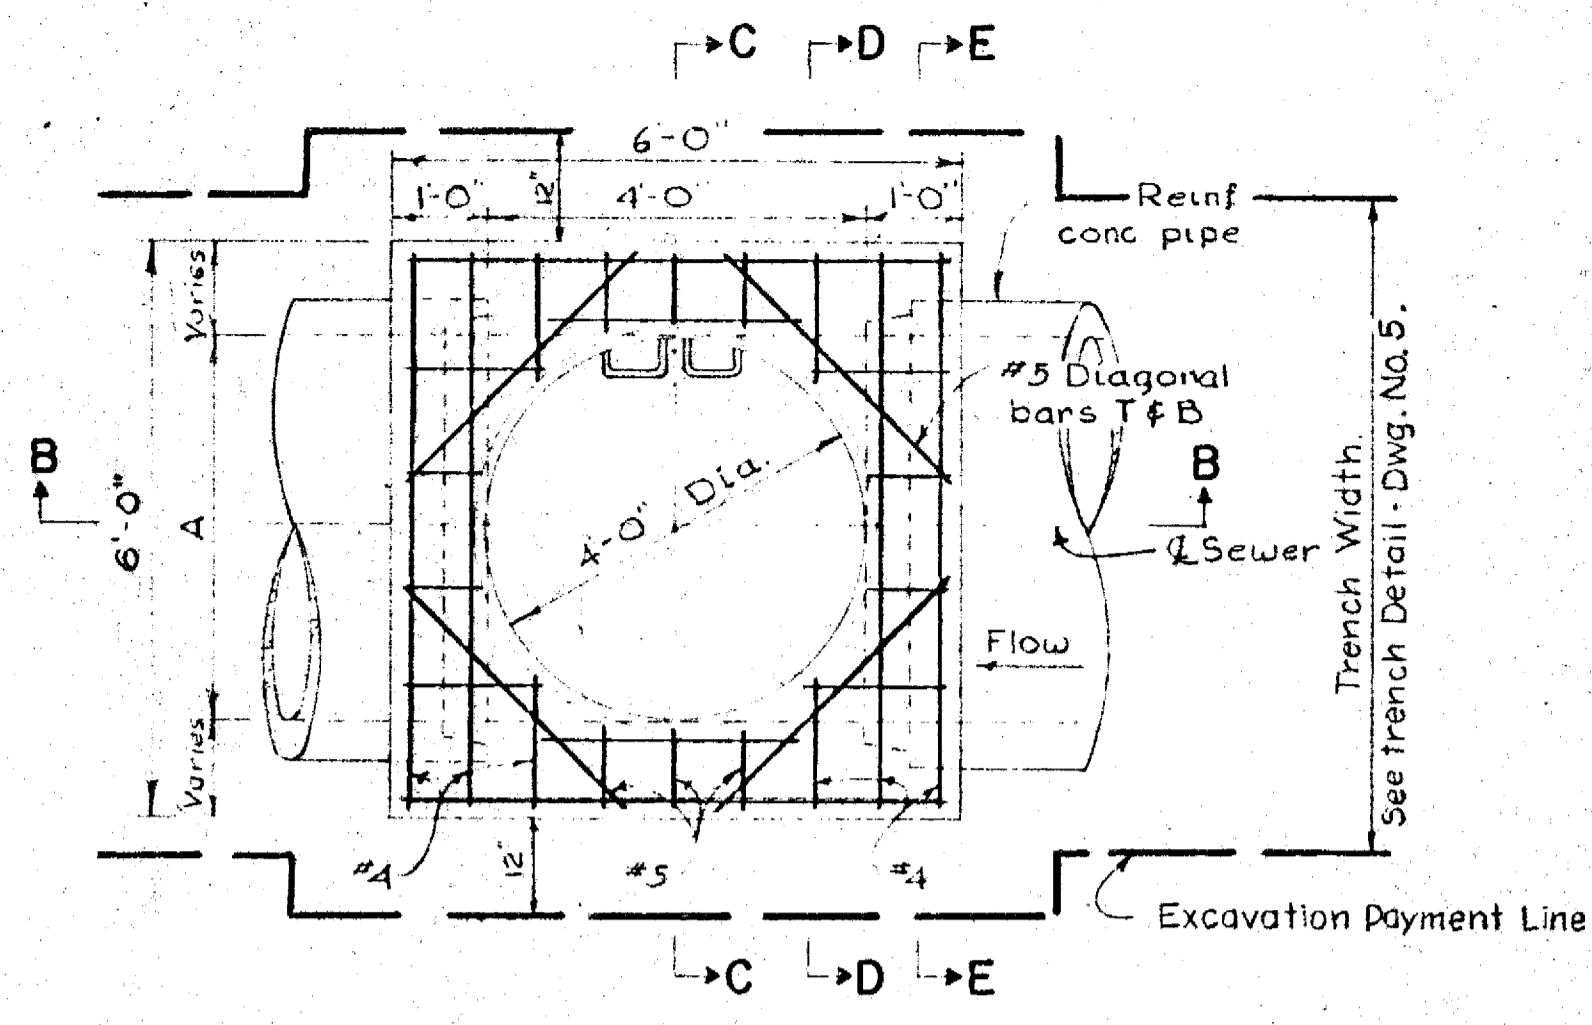 C D E
6'-0"
1'-0" 12" 4'-0 1'-0"
Reinf
conc pipe
Varies
#5 Diagonal
bars T & B
B
6'-0"
A
4'-0" Dia.
B
℄ Sewer
Flow
Trench Width.
See trench Detail - Dwg. No. 5.
Varies
#4
12"
#5
#4
Excavation Payment Line
C D E